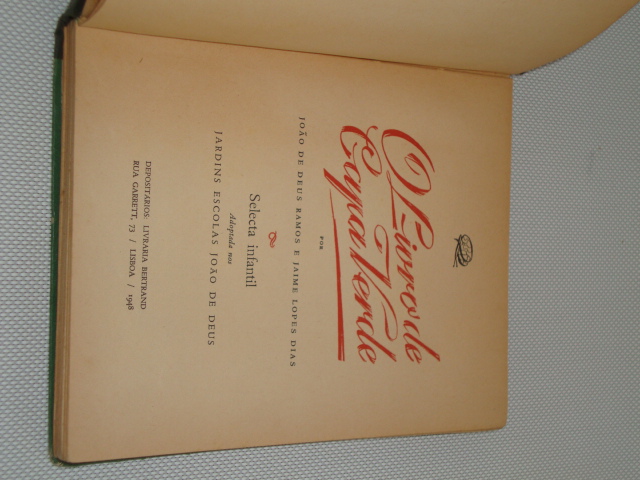 O Livro de
Capa Verde
POR
JOÃO DE DEUS RAMOS E JAIME LOPES DIAS
Selecta infantil
Adoptada nos
JARDINS ESCOLAS JOÃO DE DEUS
DEPOSITÁRIOS: LIVRARIA BERTRAND
RUA GARRETT, 73 / LISBOA / 1948